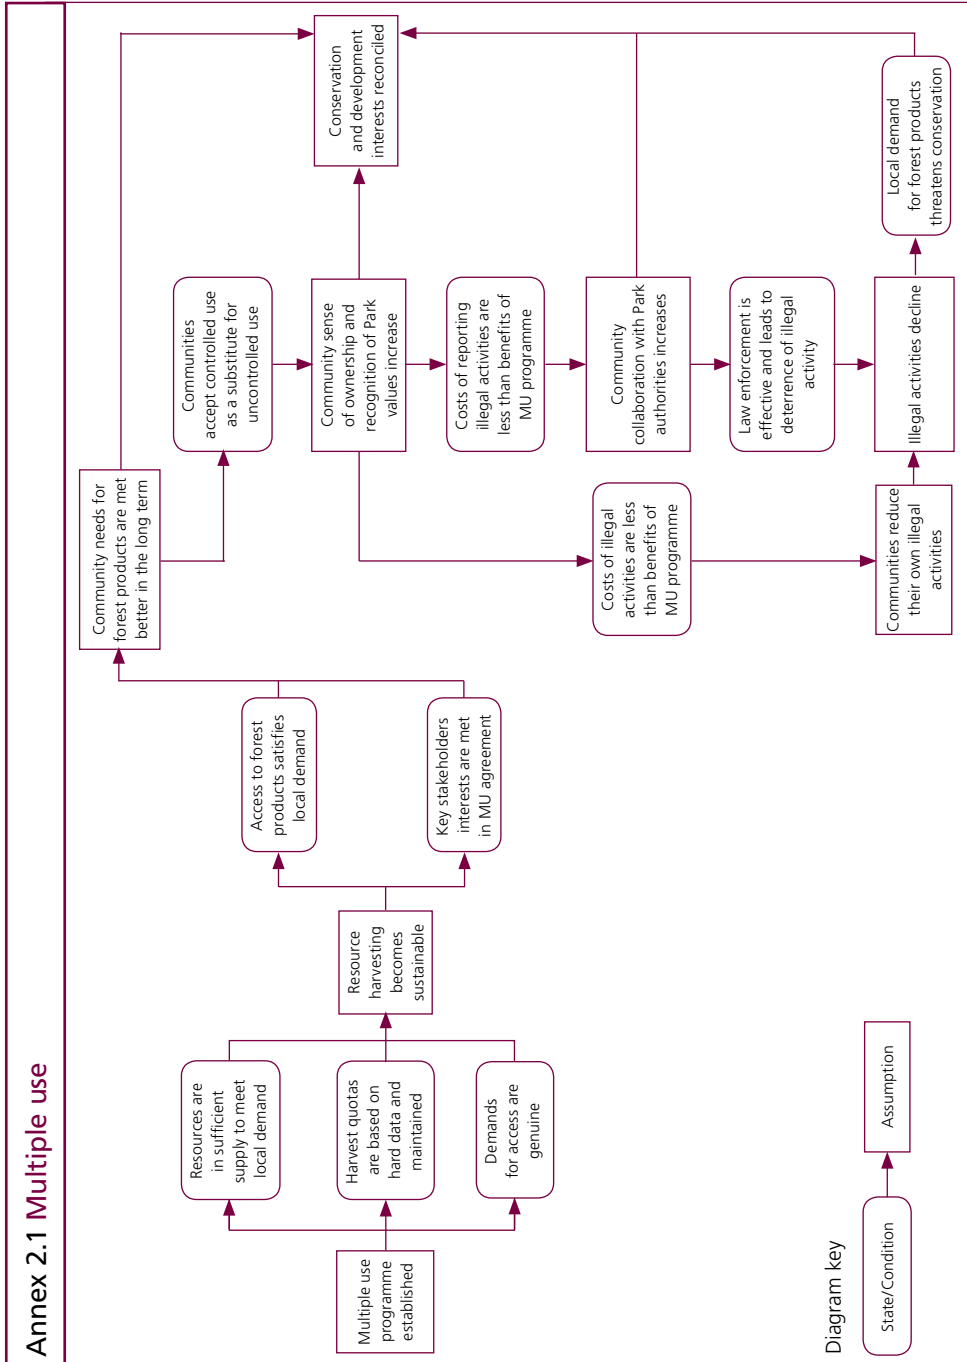 Annex 2.1 Multiple use
Multiple use
programme
established
Resources are
in sufficient
supply to meet
local demand
Harvest quotas
are based on
hard data and
maintained
Demands
for access are
genuine
Resource
harvesting
becomes
sustainable
Access to forest
products satisfies
local demand
Key stakeholders
interests are met
in MU agreement
Community needs for
forest products are met
better in the long term
Communities
accept controlled use
as a substitute for
uncontrolled use
Community sense
of ownership and
recognition of Park
values increase
Conservation
and development
interests reconciled
Costs of reporting
illegal activities are
less than benefits of
MU programme
Community
collaboration with Park
authorities increases
Law enforcement is
effective and leads to
deterrence of illegal
activity
Costs of illegal
activities are less
than benefits of
MU programme
Communities reduce
their own illegal
activities
Illegal activities decline
Local demand
for forest products
threatens conservation
Diagram key
State/Condition
Assumption